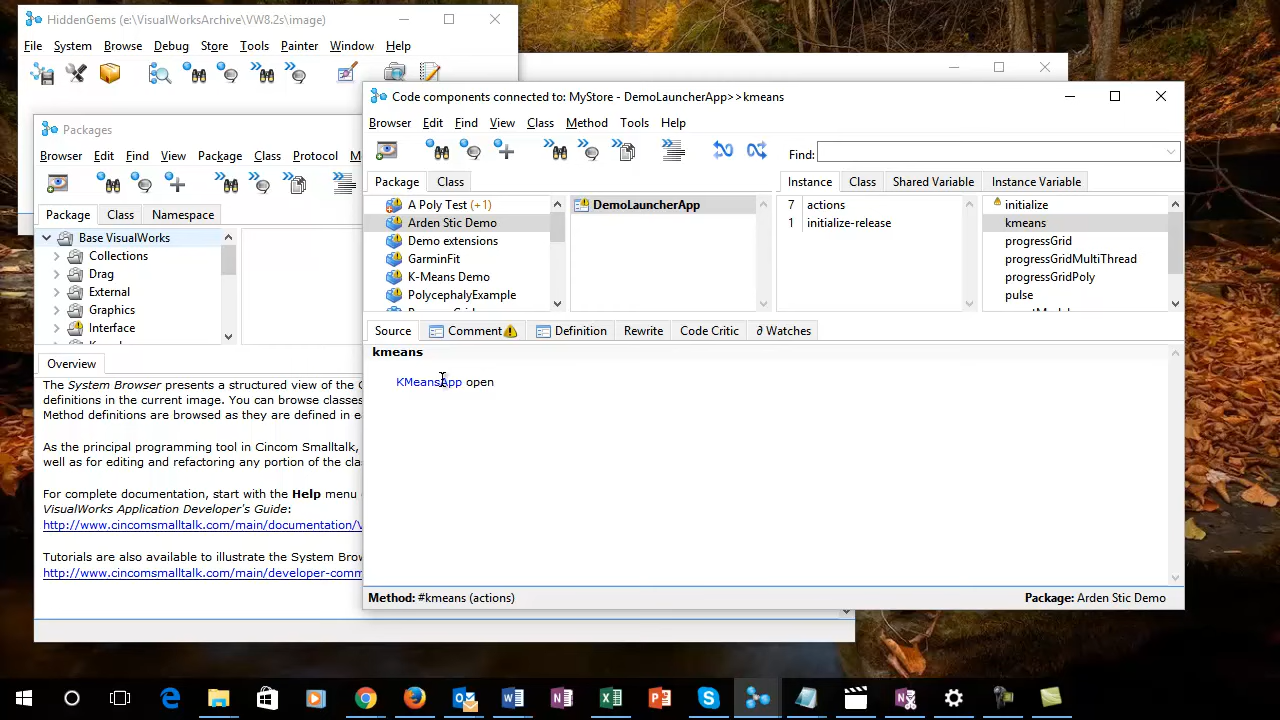 HiddenGems (e:\VisualWorksArchive\VW8.2s\image)
File System Browse Debug Store Tools Painter Window Help
Packages
Browser Edit Find View Package Class Protocol M
Package Class Namespace
Base VisualWorks
Collections
Drag
External
Graphics
Interface
Overview
The System Browser presents a structured view of the
definitions in the current image. You can browse classes
Method definitions are browsed as they are defined in e
As the principal programming tool in Cincom Smalltalk,
well as for editing and refactoring any portion of the cla
For complete documentation, start with the Help menu
VisualWorks Application Developer's Guide:
http://www.cincomsmalltalk.com/main/documentation/
Tutorials are also available to illustrate the System Brow
http://www.cincomsmalltalk.com/main/developer-comm
Code components connected to: MyStore - DemoLauncherApp>>kmeans
Browser Edit Find View Class Method Tools Help
Find:
Package Class
Instance Class Shared Variable Instance Variable
A Poly Test (+1)
Arden Stic Demo
Demo extensions
GarminFit
K-Means Demo
PolycephalyExample
DemoLauncherApp
7 actions
1 initialize-release
initialize
kmeans
progressGrid
progressGridMultiThread
progressGridPoly
pulse
Source Comment Definition Rewrite Code Critic ∂ Watches
kmeans
KMeansApp open
Method: #kmeans (actions)
Package: Arden Stic Demo